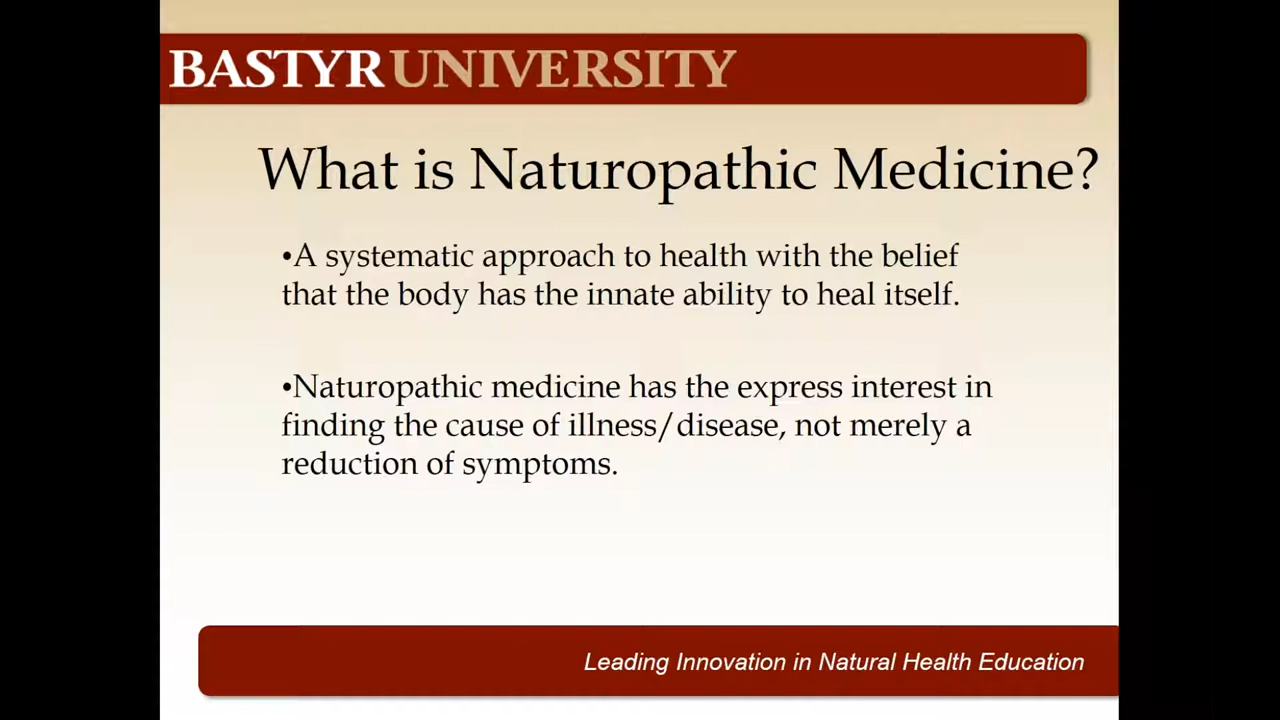 BASTYR UNIVERSITY
What is Naturopathic Medicine?
•A systematic approach to health with the belief
that the body has the innate ability to heal itself.
•Naturopathic medicine has the express interest in
finding the cause of illness/disease, not merely a
reduction of symptoms.
Leading Innovation in Natural Health Education